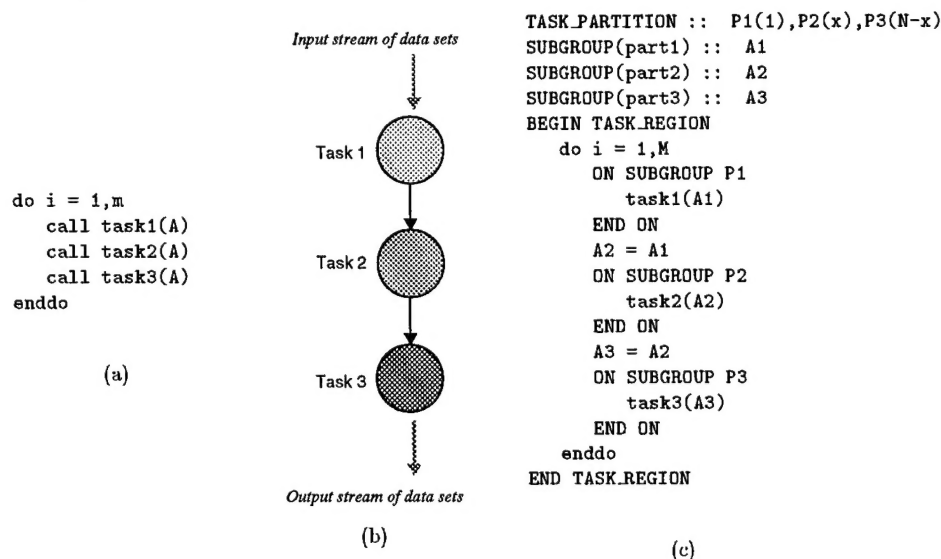 do i = 1,m
call task1(A)
call task2(A)
call task3(A)
enddo
(a)
Input stream of data sets
Task 1
Task 2
Task 3
Output stream of data sets
(b)
TASK_PARTITION :: P1(1),P2(x),P3(N-x)
SUBGROUP(part1) :: A1
SUBGROUP(part2) :: A2
SUBGROUP(part3) :: A3
BEGIN TASK_REGION
do i = 1,M
ON SUBGROUP P1
task1(A1)
END ON
A2 = A1
ON SUBGROUP P2
task2(A2)
END ON
A3 = A2
ON SUBGROUP P3
task3(A3)
END ON
enddo
END TASK_REGION
(c)